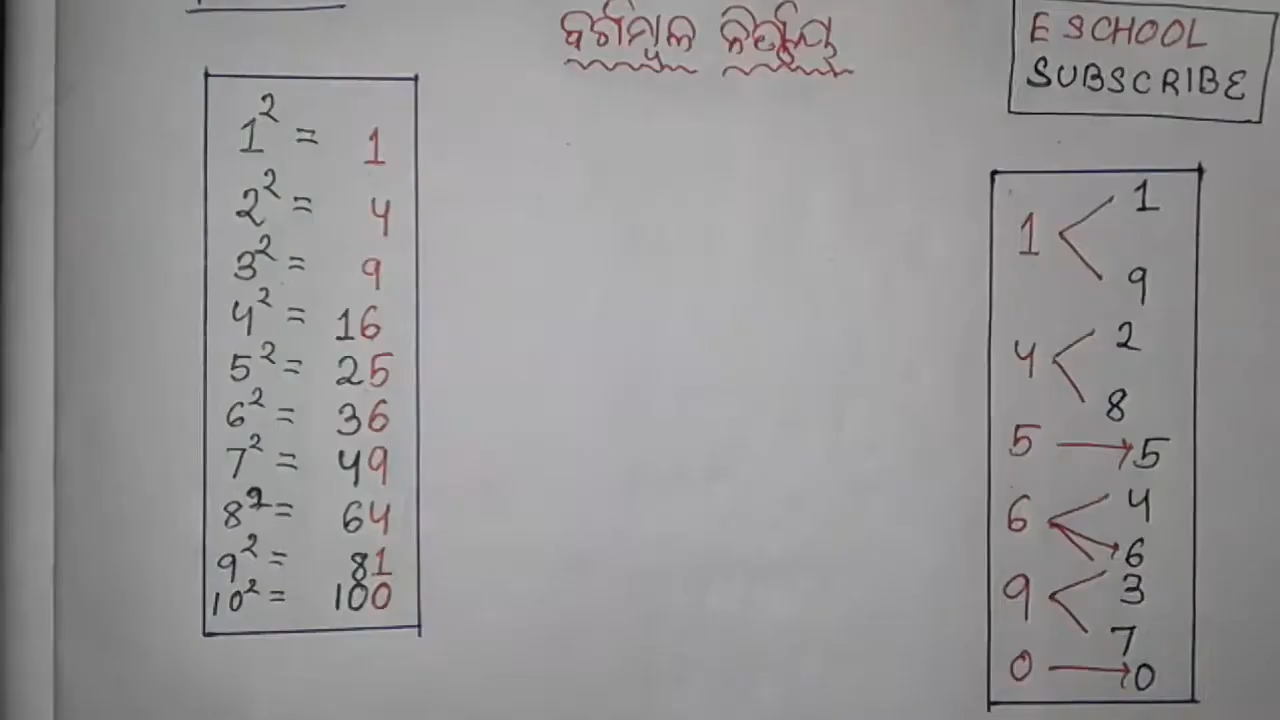 ବର୍ଗମୂଳ ନିର୍ଣ୍ଣୟ
E SCHOOL
SUBSCRIBE
1² = 1
2² = 4
3² = 9
4² = 16
5² = 25
6² = 36
7² = 49
8² = 64
9² = 81
10² = 100
1 < 1
9
4 < 2
8
5 → 5
6 < 4
6
9 < 3
7
0 → 0